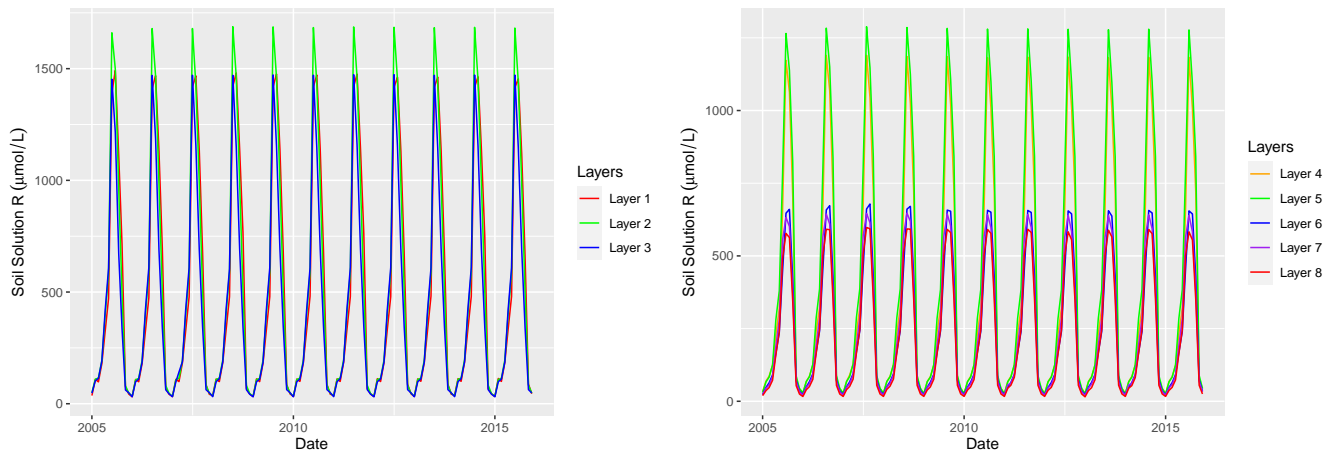 Soil Solution R (μmol/L)
1500
1000
500
0
2005
2010
2015
Date
Layers
Layer 1
Layer 2
Layer 3
Soil Solution R (μmol/L)
1000
500
0
2005
2010
2015
Date
Layers
Layer 4
Layer 5
Layer 6
Layer 7
Layer 8